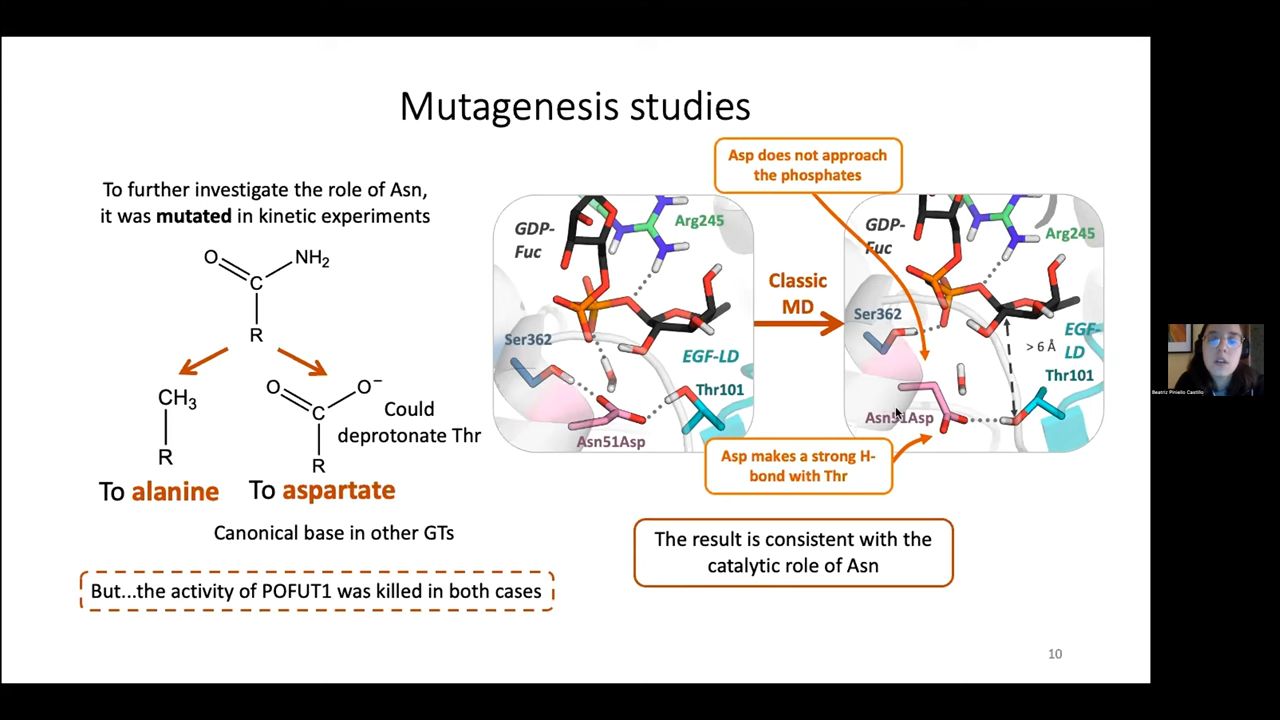 Mutagenesis studies
To further investigate the role of Asn,
it was mutated in kinetic experiments
O
NH₂
C
R
CH₃
R
O
O⁻
C
R
Could
deprotonate Thr
To alanine
To aspartate
Canonical base in other GTs
But...the activity of POFUT1 was killed in both cases
Asp does not approach
the phosphates
GDP-
Fuc
Arg245
Ser362
EGF-LD
Thr101
Asn51Asp
Classic
MD
GDP-
Fuc
Arg245
Ser362
EGF-
LD
> 6 Å
Thr101
Asn51Asp
Asp makes a strong H-
bond with Thr
The result is consistent with the
catalytic role of Asn
10
Beatriz Piniello Castillo